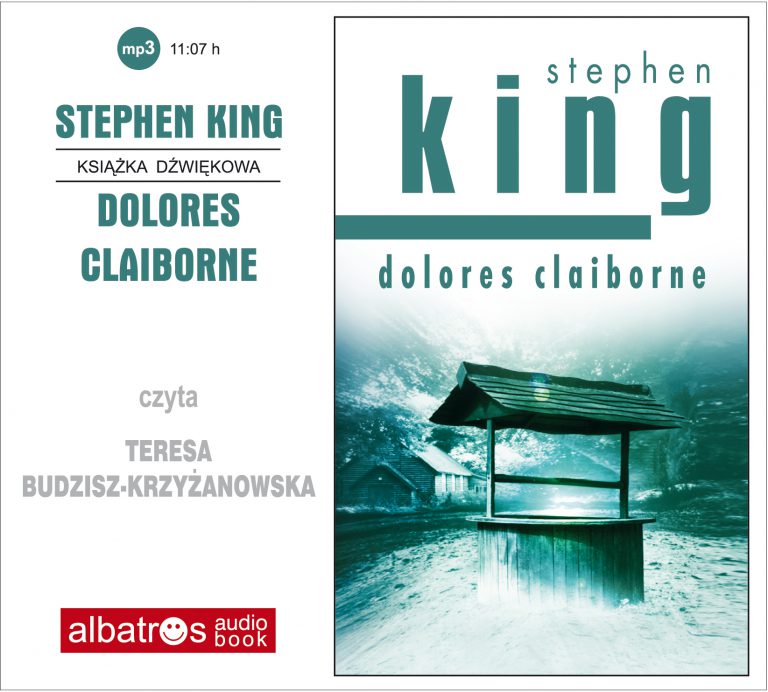 mp3 11:07 h
STEPHEN KING
KSIĄŻKA DŹWIĘKOWA
DOLORES
CLAIBORNE
czyta
TERESA
BUDZISZ-KRZYŻANOWSKA
albatros audio
book
stephen
king
dolores claiborne